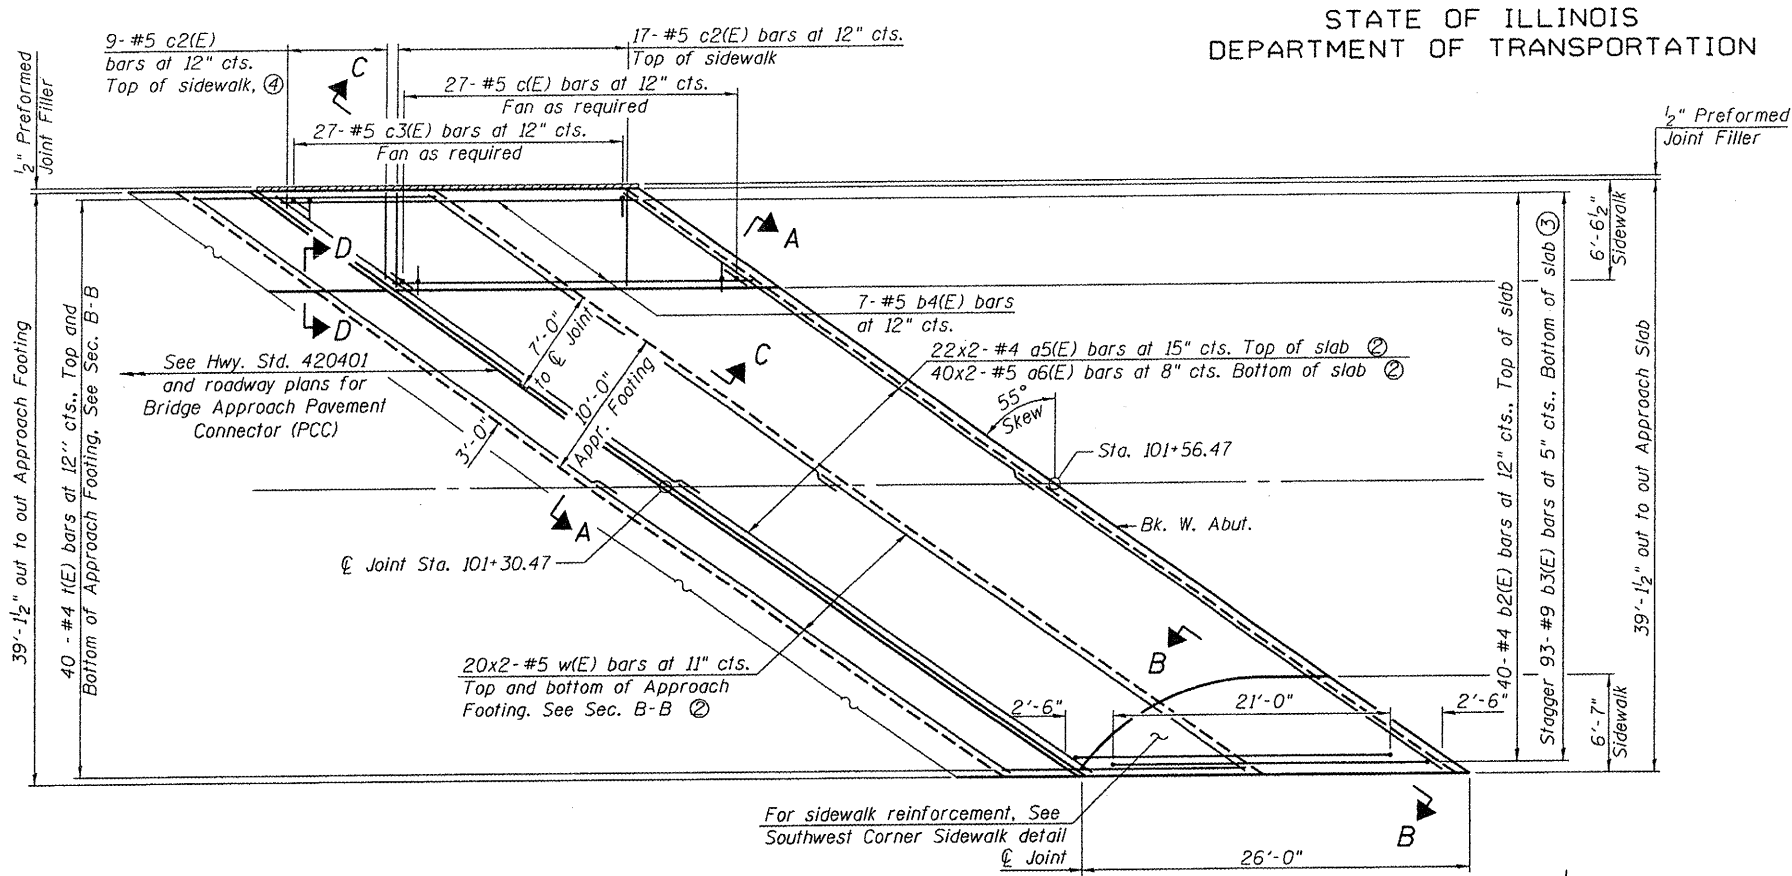 STATE OF ILLINOIS
DEPARTMENT OF TRANSPORTATION
9- #5 c2(E)
bars at 12" cts.
Top of sidewalk, ④
17- #5 c2(E) bars at 12" cts.
Top of sidewalk
C
27- #5 c(E) bars at 12" cts.
Fan as required
27- #5 c3(E) bars at 12" cts.
Fan as required
½" Preformed
Joint Filler
½" Preformed
Joint Filler
A
D
D
7'-0"
to ℄ Joint
10'-0"
Appr. Footing
3'-0"
C
7- #5 b4(E) bars
at 12" cts.
22x2- #4 a5(E) bars at 15" cts. Top of slab ②
40x2- #5 a6(E) bars at 8" cts. Bottom of slab ②
See Hwy. Std. 420401
and roadway plans for
Bridge Approach Pavement
Connector (PCC)
55°
Skew
Sta. 101+56.47
A
Bk. W. Abut.
℄ Joint Sta. 101+30.47
39'-1½" out to out Approach Footing
40 - #4 t(E) bars at 12" cts., Top and
Bottom of Approach Footing, See Sec. B-B
40- #4 b2(E) bars at 12" cts., Top of slab
Stagger 93- #9 b3(E) bars at 5" cts., Bottom of slab ③
6'-6½"
Sidewalk
39'-1½" out to out Approach Slab
6'-7"
Sidewalk
20x2- #5 w(E) bars at 11" cts.
Top and bottom of Approach
Footing. See Sec. B-B ②
B
2'-6"
21'-0"
2'-6"
For sidewalk reinforcement, See
Southwest Corner Sidewalk detail
℄ Joint
26'-0"
B